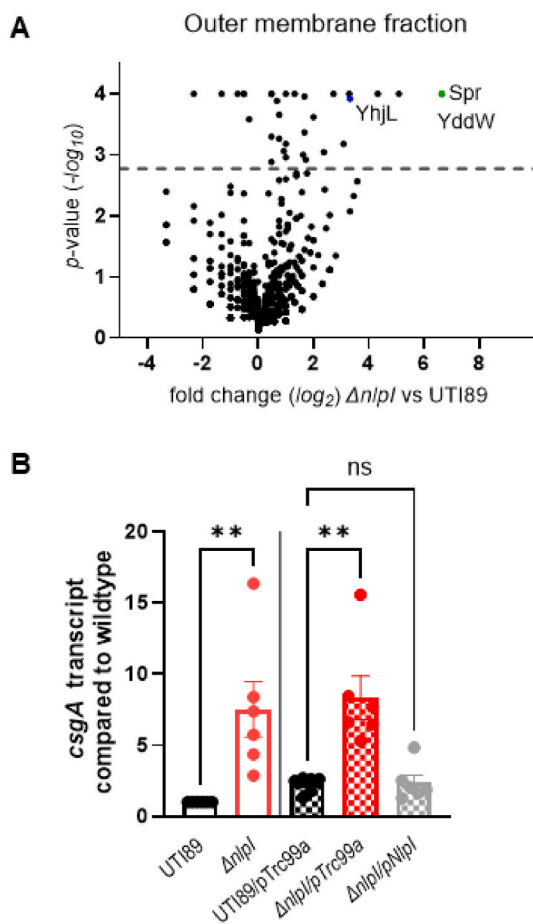 A
Outer membrane fraction
Spr
YhjL
YddW
4
3
2
1
0
p-value (-log10)
-4 -2 0 2 4 6 8
fold change (log2) ΔnlpI vs UTI89
B
ns
** **
20
15
10
5
0
csgA transcript
compared to wildtype
UTI89
ΔnlpI
UTI89/pTrc99a
ΔnlpI/pTrc99a
ΔnlpI/pNlpI